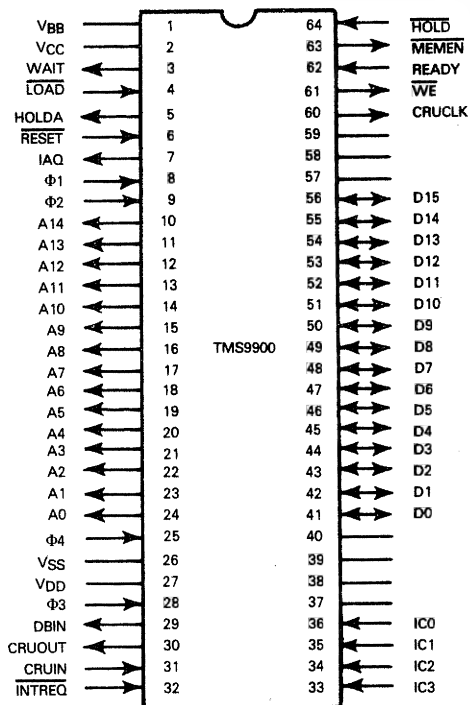 VBB 1 64 HOLD
VCC 2 63 MEMEN
WAIT 3 62 READY
LOAD 4 61 WE
HOLDA 5 60 CRUCLK
RESET 6 59
IAQ 7 58
Φ1 8 57
Φ2 9 56 D15
A14 10 55 D14
A13 11 54 D13
A12 12 53 D12
A11 13 52 D11
A10 14 51 D10
A9 15 50 D9
A8 16 TMS9900 49 D8
A7 17 48 D7
A6 18 47 D6
A5 19 46 D5
A4 20 45 D4
A3 21 44 D3
A2 22 43 D2
A1 23 42 D1
A0 24 41 D0
Φ4 25 40
VSS 26 39
VDD 27 38
Φ3 28 37
DBIN 29 36 IC0
CRUOUT 30 35 IC1
CRUIN 31 34 IC2
INTREQ 32 33 IC3